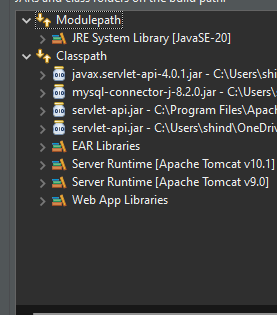 Modulepath
JRE System Library [JavaSE-20]
Classpath
javax.servlet-api-4.0.1.jar - C:\Users\shi
mysql-connector-j-8.2.0.jar - C:\Users\
servlet-api.jar - C:\Program Files\Apac
servlet-api.jar - C:\Users\shind\OneDriv
EAR Libraries
Server Runtime [Apache Tomcat v10.1]
Server Runtime [Apache Tomcat v9.0]
Web App Libraries